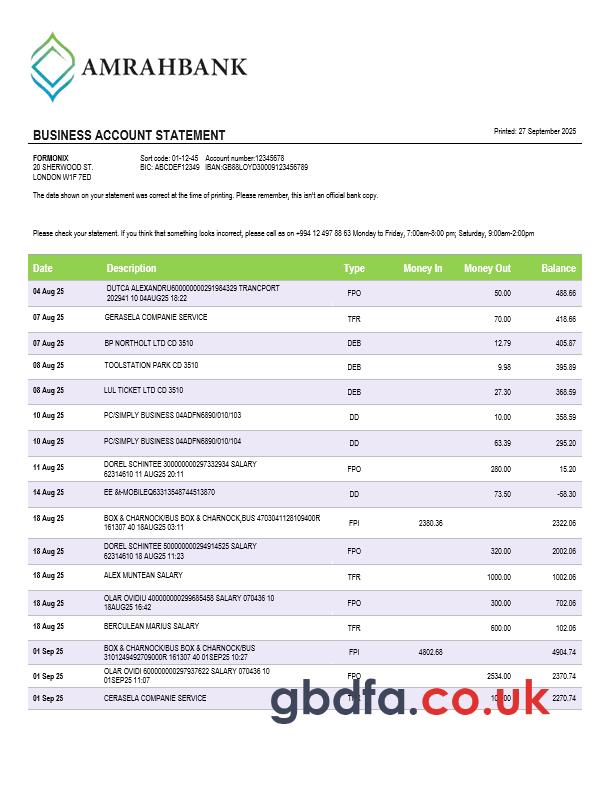 AMRAHBANK
BUSINESS ACCOUNT STATEMENT
Printed: 27 September 2025
FORMONIX Sort code: 01-12-45 Account number:12345678
20 SHERWOOD ST. BIC: ABCDEF12349 IBAN:GB86LOYD30009123456789
LONDON W1F 7ED
The data shown on your statement was correct at the time of printing. Please remember, this isn't an official bank copy.
Please check your statement. If you think that something looks incorrect, please call as on +994 12 497 88 63 Monday to Friday, 7:00am-8:00 pm; Saturday, 9:00am-2:00pm
Date Description Type Money In Money Out Balance
04 Aug 25 DUTCA ALEXANDRU600000000291984329 TRANCPORT
202941 10 04AUG25 18:22 FPO 50.00 488.66
07 Aug 25 GERASELA COMPANIE SERVICE TFR 70.00 418.66
07 Aug 25 BP NORTHOLT LTD CD 3510 DEB 12.79 405.87
08 Aug 25 TOOLSTATION PARK CD 3510 DEB 9.98 395.89
08 Aug 25 LUL TICKET LTD CD 3510 DEB 27.30 368.59
10 Aug 25 PC/SIMPLY BUSINESS 04ADFN6890/010/103 DD 10.00 358.59
10 Aug 25 PC/SIMPLY BUSINESS 04ADFN6890/010/104 DD 63.39 295.20
11 Aug 25 DOREL SCHINTEE 300000000297332934 SALARY
62314610 11 AUG25 20:11 FPO 280.00 15.20
14 Aug 25 EE &t-MOBILEQ63313548744513870 DD 73.50 -58.30
18 Aug 25 BOX & CHARNOCK/BUS BOX & CHARNOCK,BUS 4703041128109400R
161307 40 18AUG25 03:11 FPI 2380.36 2322.06
18 Aug 25 DOREL SCHINTEE 500000000294914525 SALARY
62314610 18 AUG25 11:23 FPO 320.00 2002.06
18 Aug 25 ALEX MUNTEAN SALARY TFR 1000.00 1002.06
18 Aug 25 OLAR OVIDIU 400000000299685458 SALARY 070436 10
18AUG25 16:42 FPO 300.00 702.06
18 Aug 25 BERCULEAN MARIUS SALARY TFR 600.00 102.06
01 Sep 25 BOX & CHARNOCK/BUS BOX & CHARNOCK/BUS
3101249492709000R 161307 40 01SEP25 10:27 FPI 4802.68 4904.74
01 Sep 25 OLAR OVIDI 600000000297937622 SALARY 070436 10
01SEP25 11:07 FPO 2534.00 2370.74
01 Sep 25 CERASELA COMPANIE SERVICE 2270.74
gbdfa.co.uk